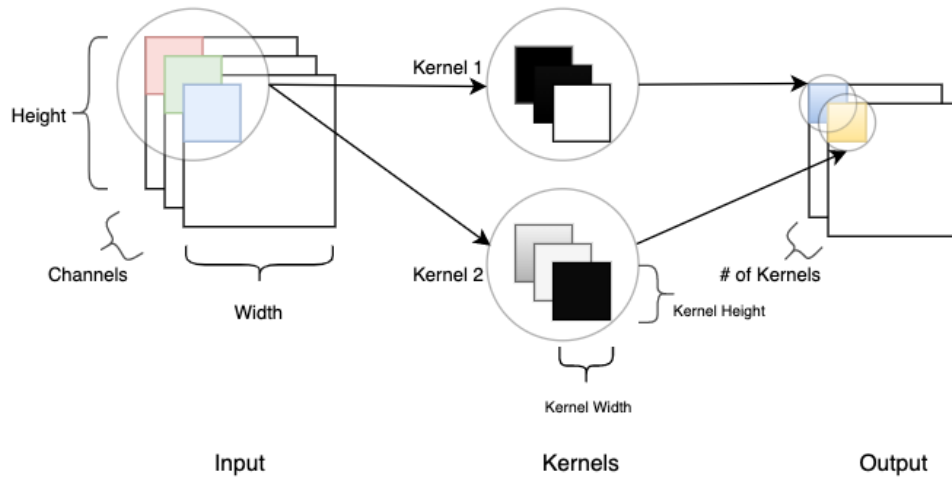 Kernel 1
Height
Channels
Width
Kernel 2
# of Kernels
Kernel Height
Kernel Width
Input
Kernels
Output